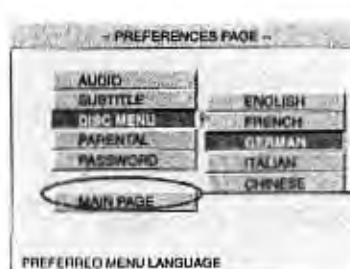 -- PREFERENCES PAGE --
AUDIO
SUBTITLE
DISC MENU
PARENTAL
PASSWORD
MAIN PAGE
ENGLISH
FRENCH
GERMAN
ITALIAN
CHINESE
PREFERRED MENU LANGUAGE